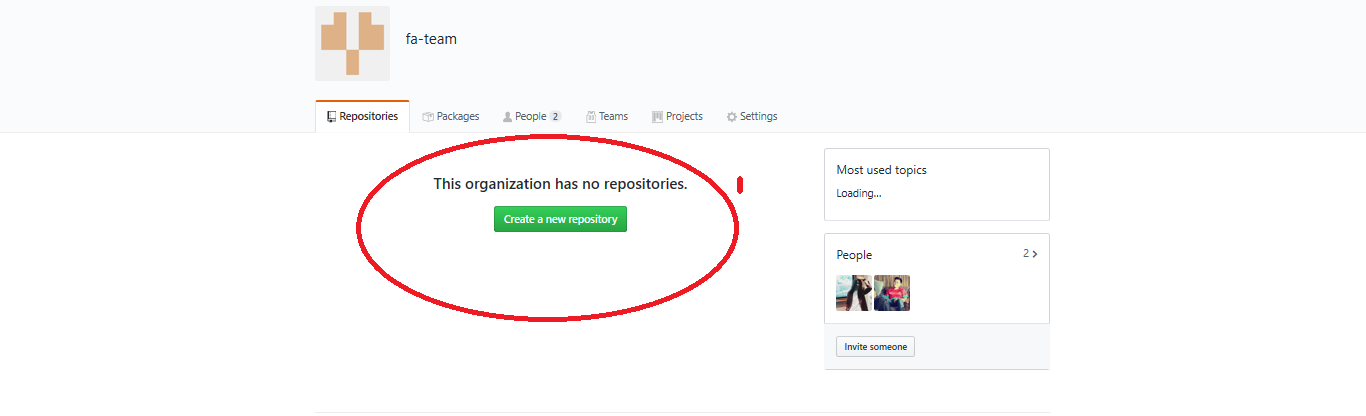 fa-team
Repositories Packages People 2 Teams Projects Settings
This organization has no repositories.
Create a new repository
Most used topics
Loading...
People 2
Invite someone